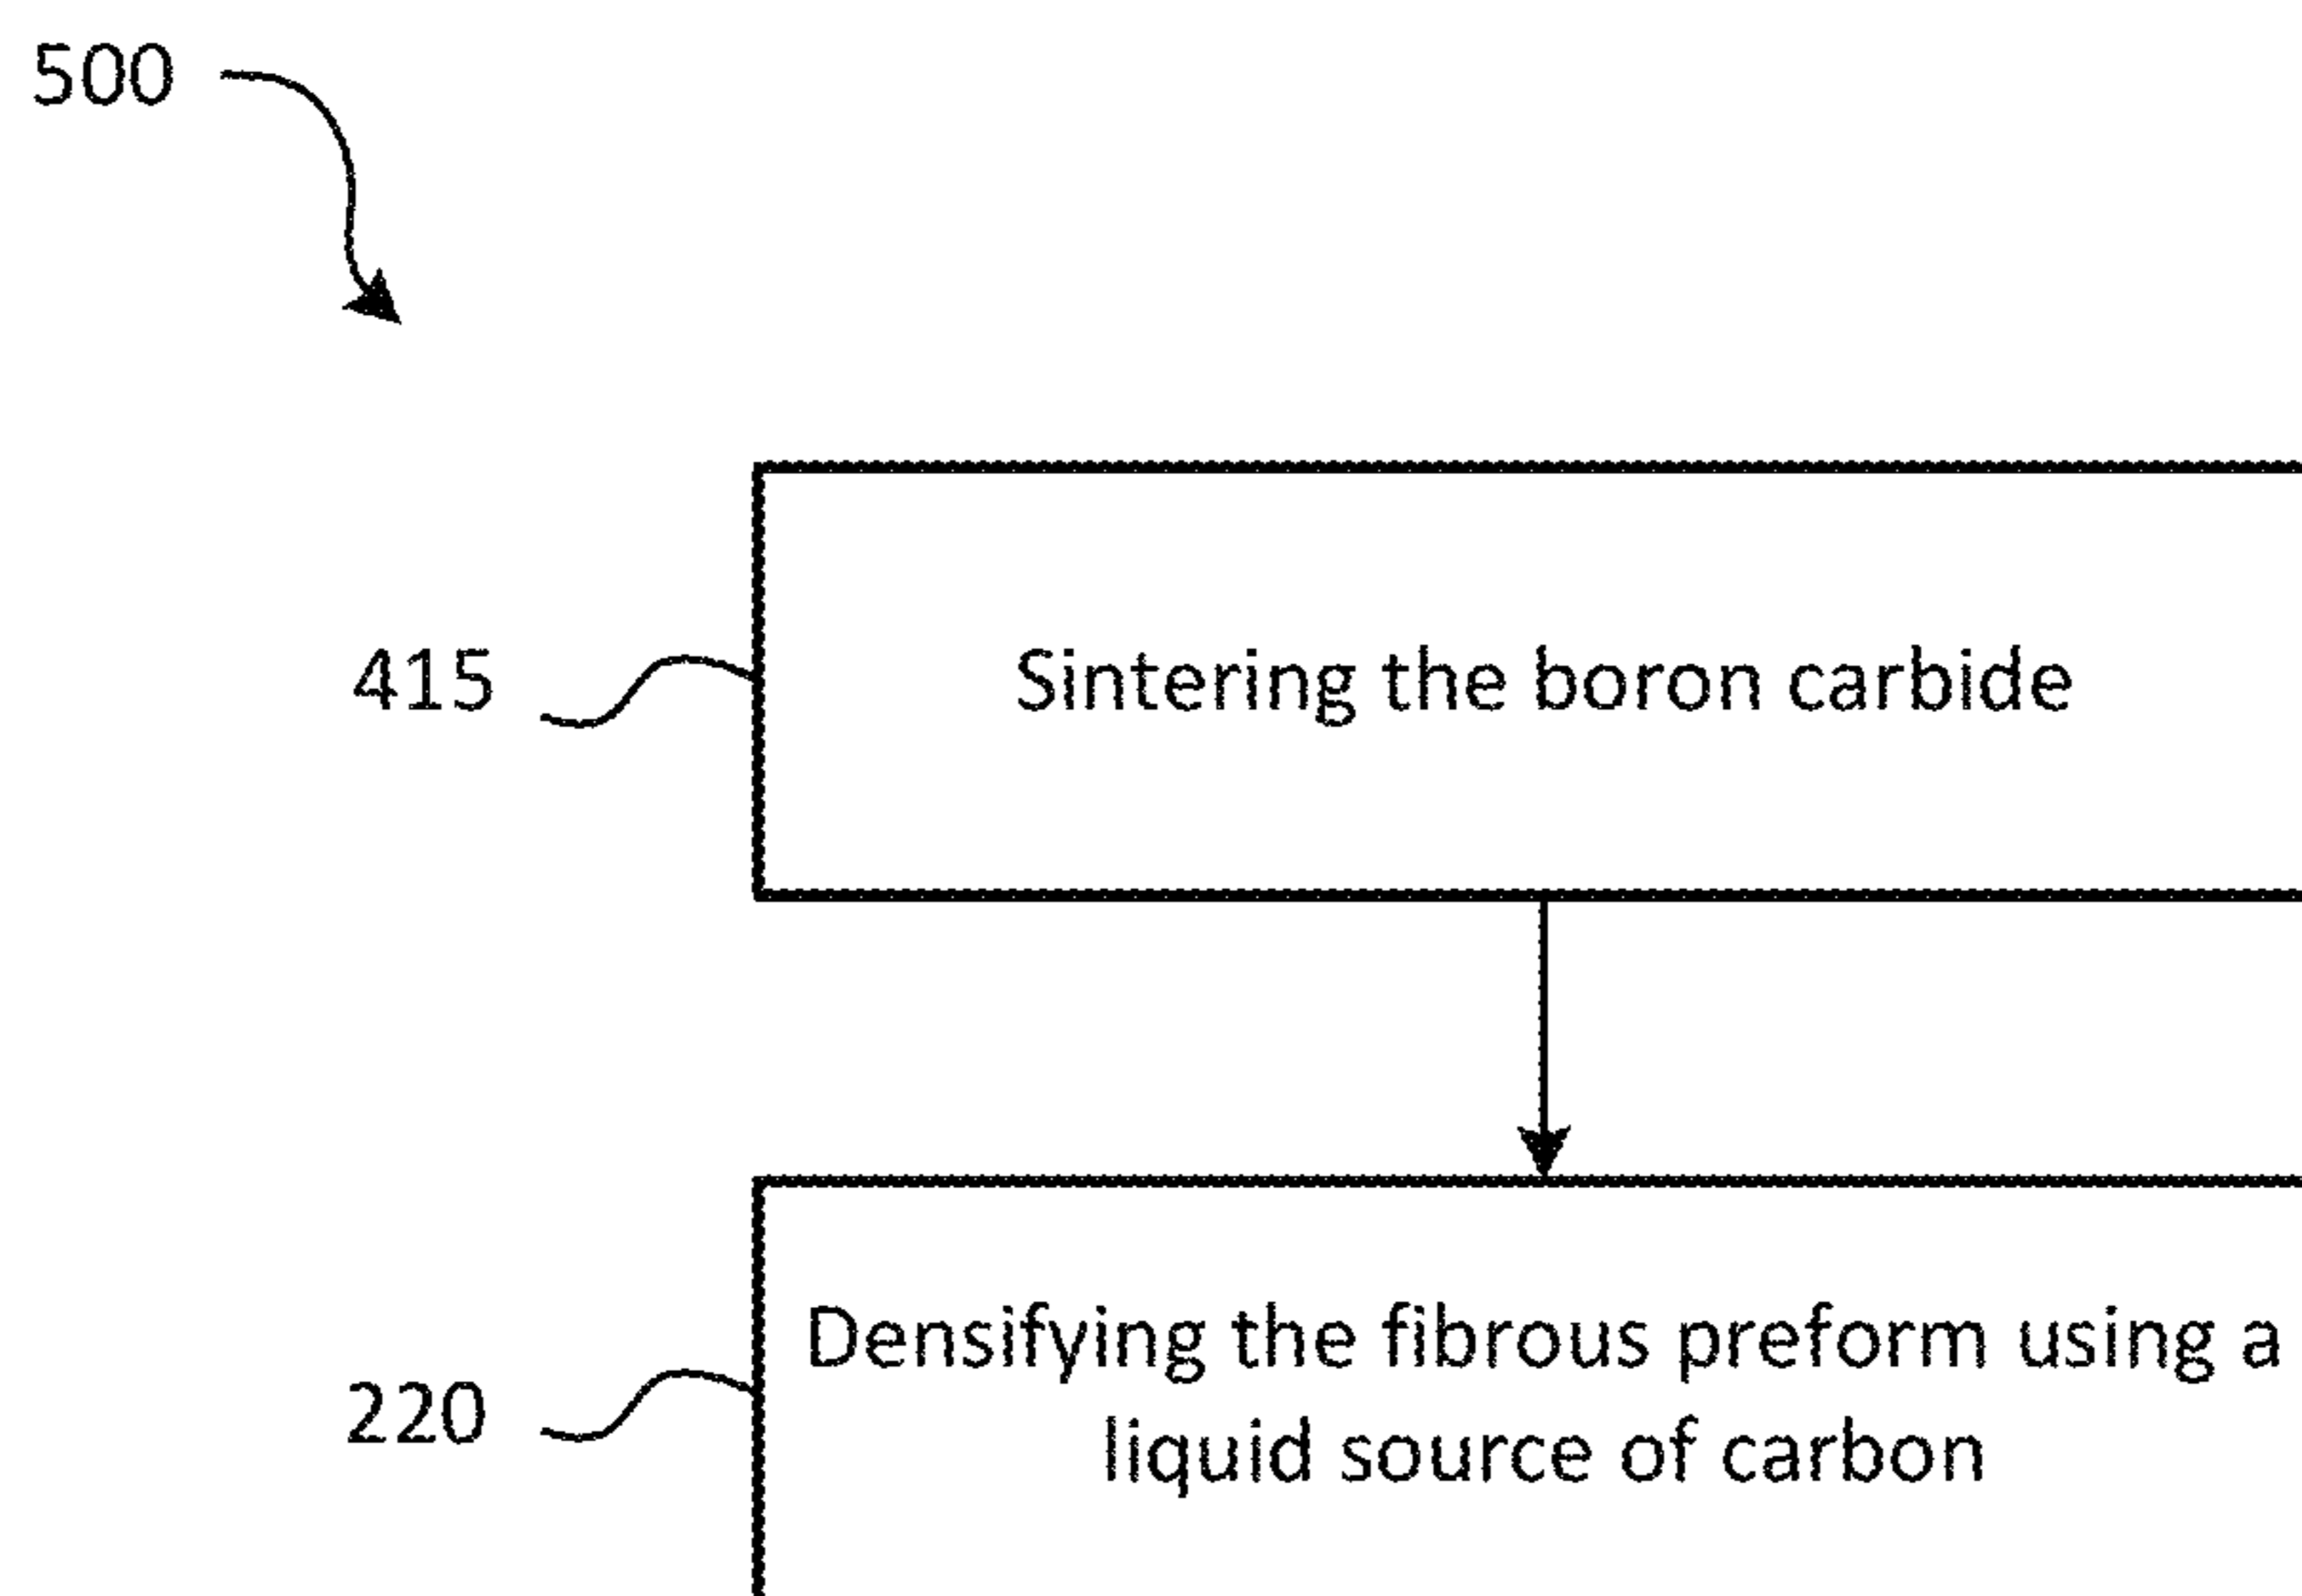 500
415
Sintering the boron carbide
220
Densifying the fibrous preform using a
liquid source of carbon